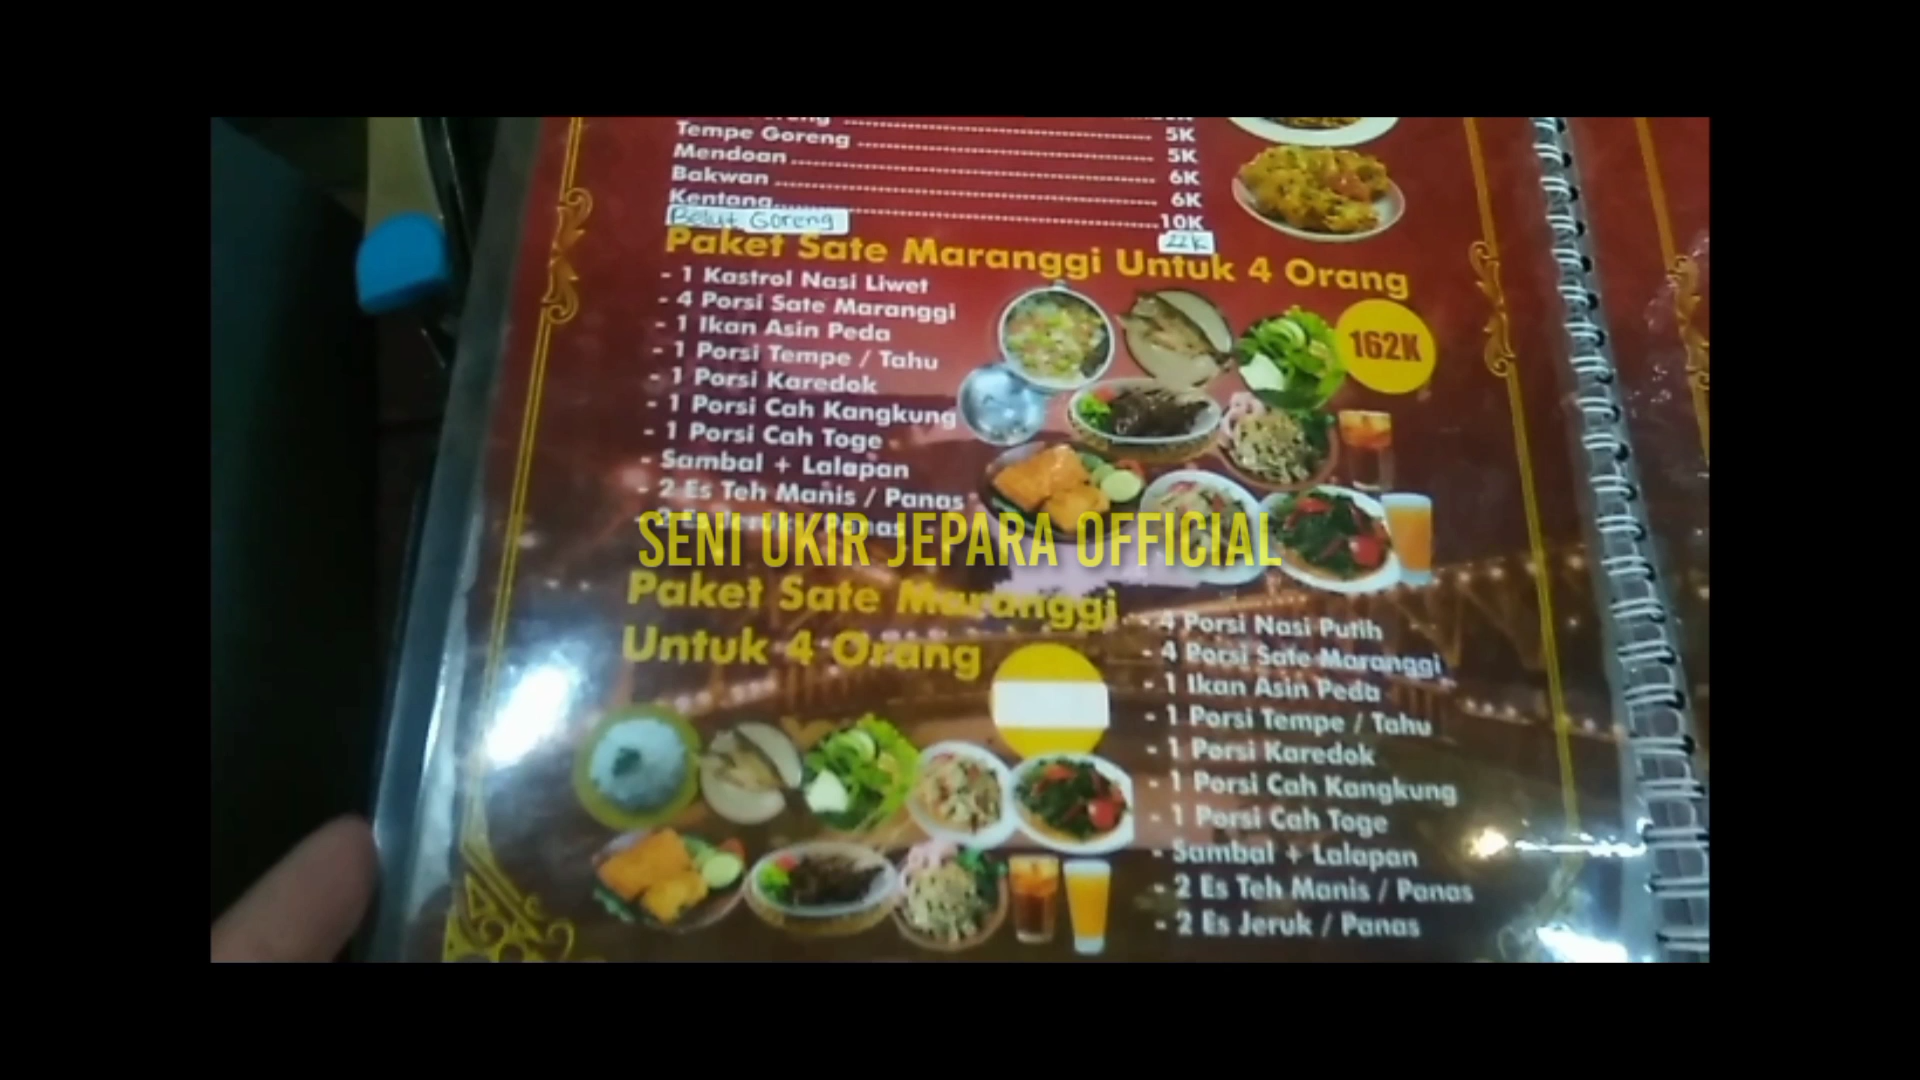 Tempe Goreng 5K
Mendoan 5K
Bakwan 6K
Kentang 6K
Belut Goreng 10K
22K
Paket Sate Maranggi Untuk 4 Orang
- 1 Kastrol Nasi Liwet
- 4 Porsi Sate Maranggi
- 1 Ikan Asin Peda
- 1 Porsi Tempe / Tahu
- 1 Porsi Karedok
- 1 Porsi Cah Kangkung
- 1 Porsi Cah Toge
- Sambal + Lalapan
- 2 Es Teh Manis / Panas
- 2 Es Jeruk / Panas
162K
SENI UKIR JEPARA OFFICIAL
Paket Sate Maranggi
Untuk 4 Orang
- 4 Porsi Nasi Putih
- 4 Porsi Sate Maranggi
- 1 Ikan Asin Peda
- 1 Porsi Tempe / Tahu
- 1 Porsi Karedok
- 1 Porsi Cah Kangkung
- 1 Porsi Cah Toge
- Sambal + Lalapan
- 2 Es Teh Manis / Panas
- 2 Es Jeruk / Panas